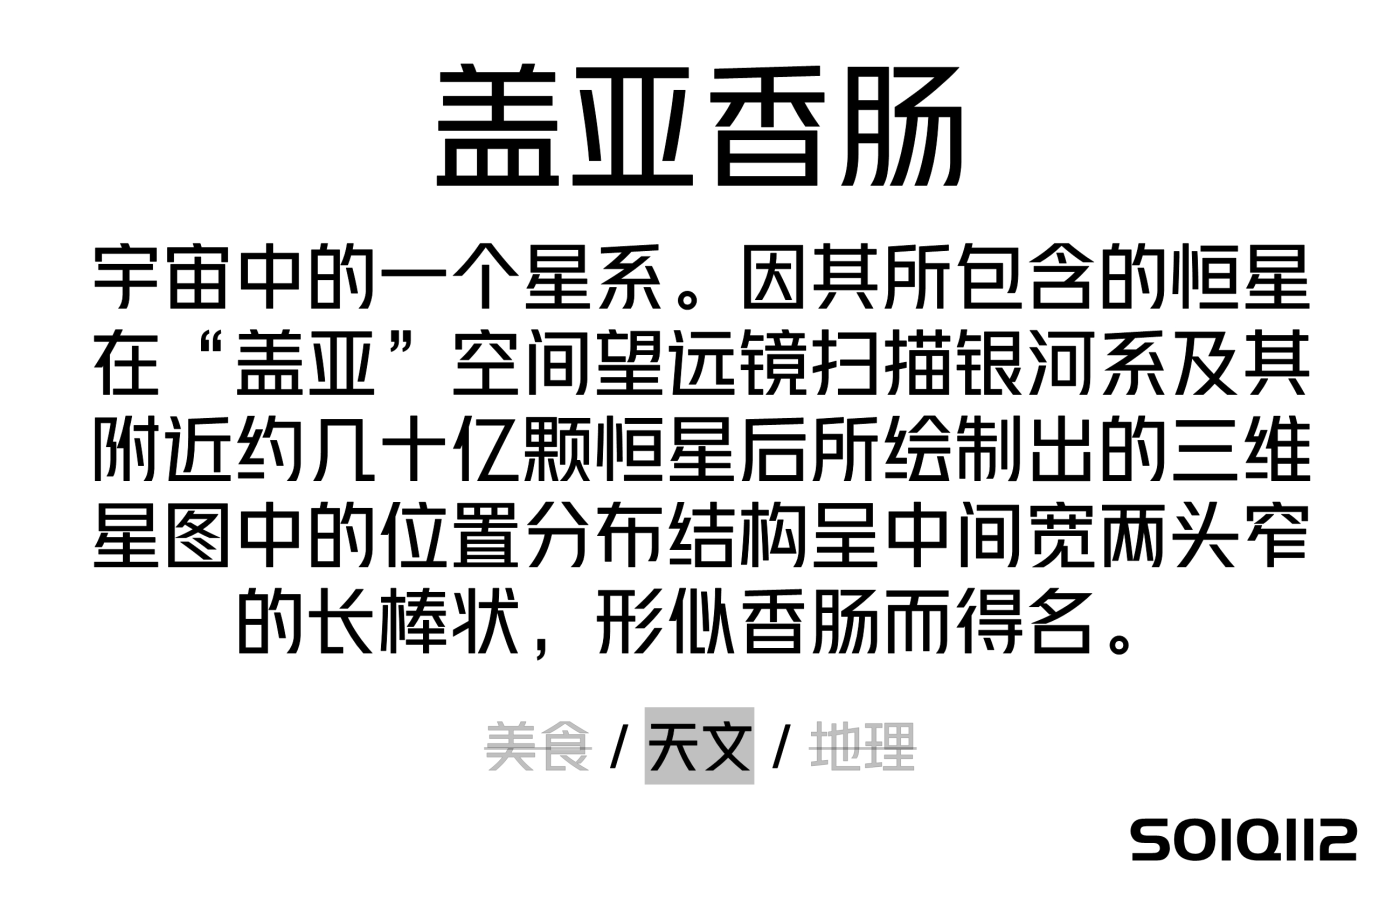 盖亚香肠
宇宙中的一个星系。因其所包含的恒星
在“盖亚”空间望远镜扫描银河系及其
附近约几十亿颗恒星后所绘制出的三维
星图中的位置分布结构呈中间宽两头窄
的长棒状，形似香肠而得名。
美食 / 天文 / 地理
S01Q112